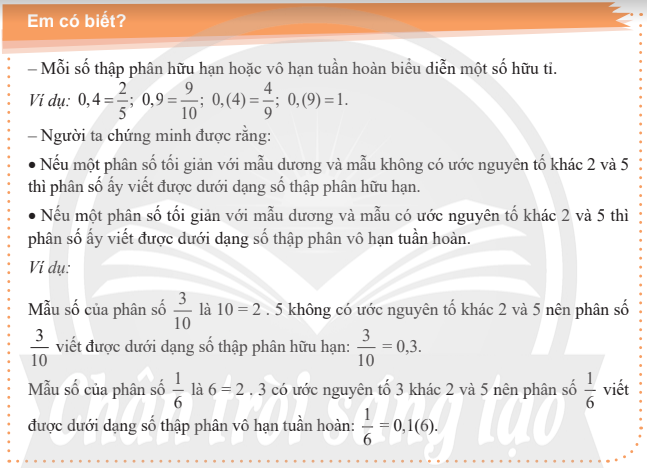 Em có biết?
– Mỗi số thập phân hữu hạn hoặc vô hạn tuần hoàn biểu diễn một số hữu tỉ.
Ví dụ: 0,4 = 2/5; 0,9 = 9/10; 0,(4) = 4/9; 0,(9) = 1.
– Người ta chứng minh được rằng:
● Nếu một phân số tối giản với mẫu dương và mẫu không có ước nguyên tố khác 2 và 5
thì phân số ấy viết được dưới dạng số thập phân hữu hạn.
● Nếu một phân số tối giản với mẫu dương và mẫu có ước nguyên tố khác 2 và 5 thì
phân số ấy viết được dưới dạng số thập phân vô hạn tuần hoàn.
Ví dụ:
Mẫu số của phân số 3/10 là 10 = 2 . 5 không có ước nguyên tố khác 2 và 5 nên phân số
3/10 viết được dưới dạng số thập phân hữu hạn: 3/10 = 0,3.
Mẫu số của phân số 1/6 là 6 = 2 . 3 có ước nguyên tố 3 khác 2 và 5 nên phân số 1/6 viết
được dưới dạng số thập phân vô hạn tuần hoàn: 1/6 = 0,1(6).
Chân trời sáng tạo